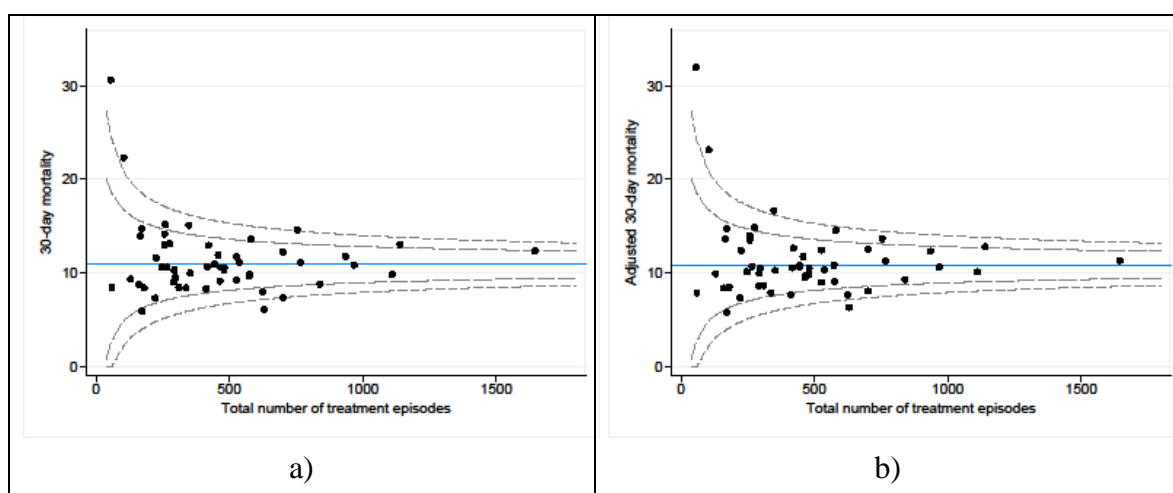 30-day mortality
30
20
10
0
0 500 1000 1500
Total number of treatment episodes
a)
Adjusted 30-day mortality
30
20
10
0
0 500 1000 1500
Total number of treatment episodes
b)